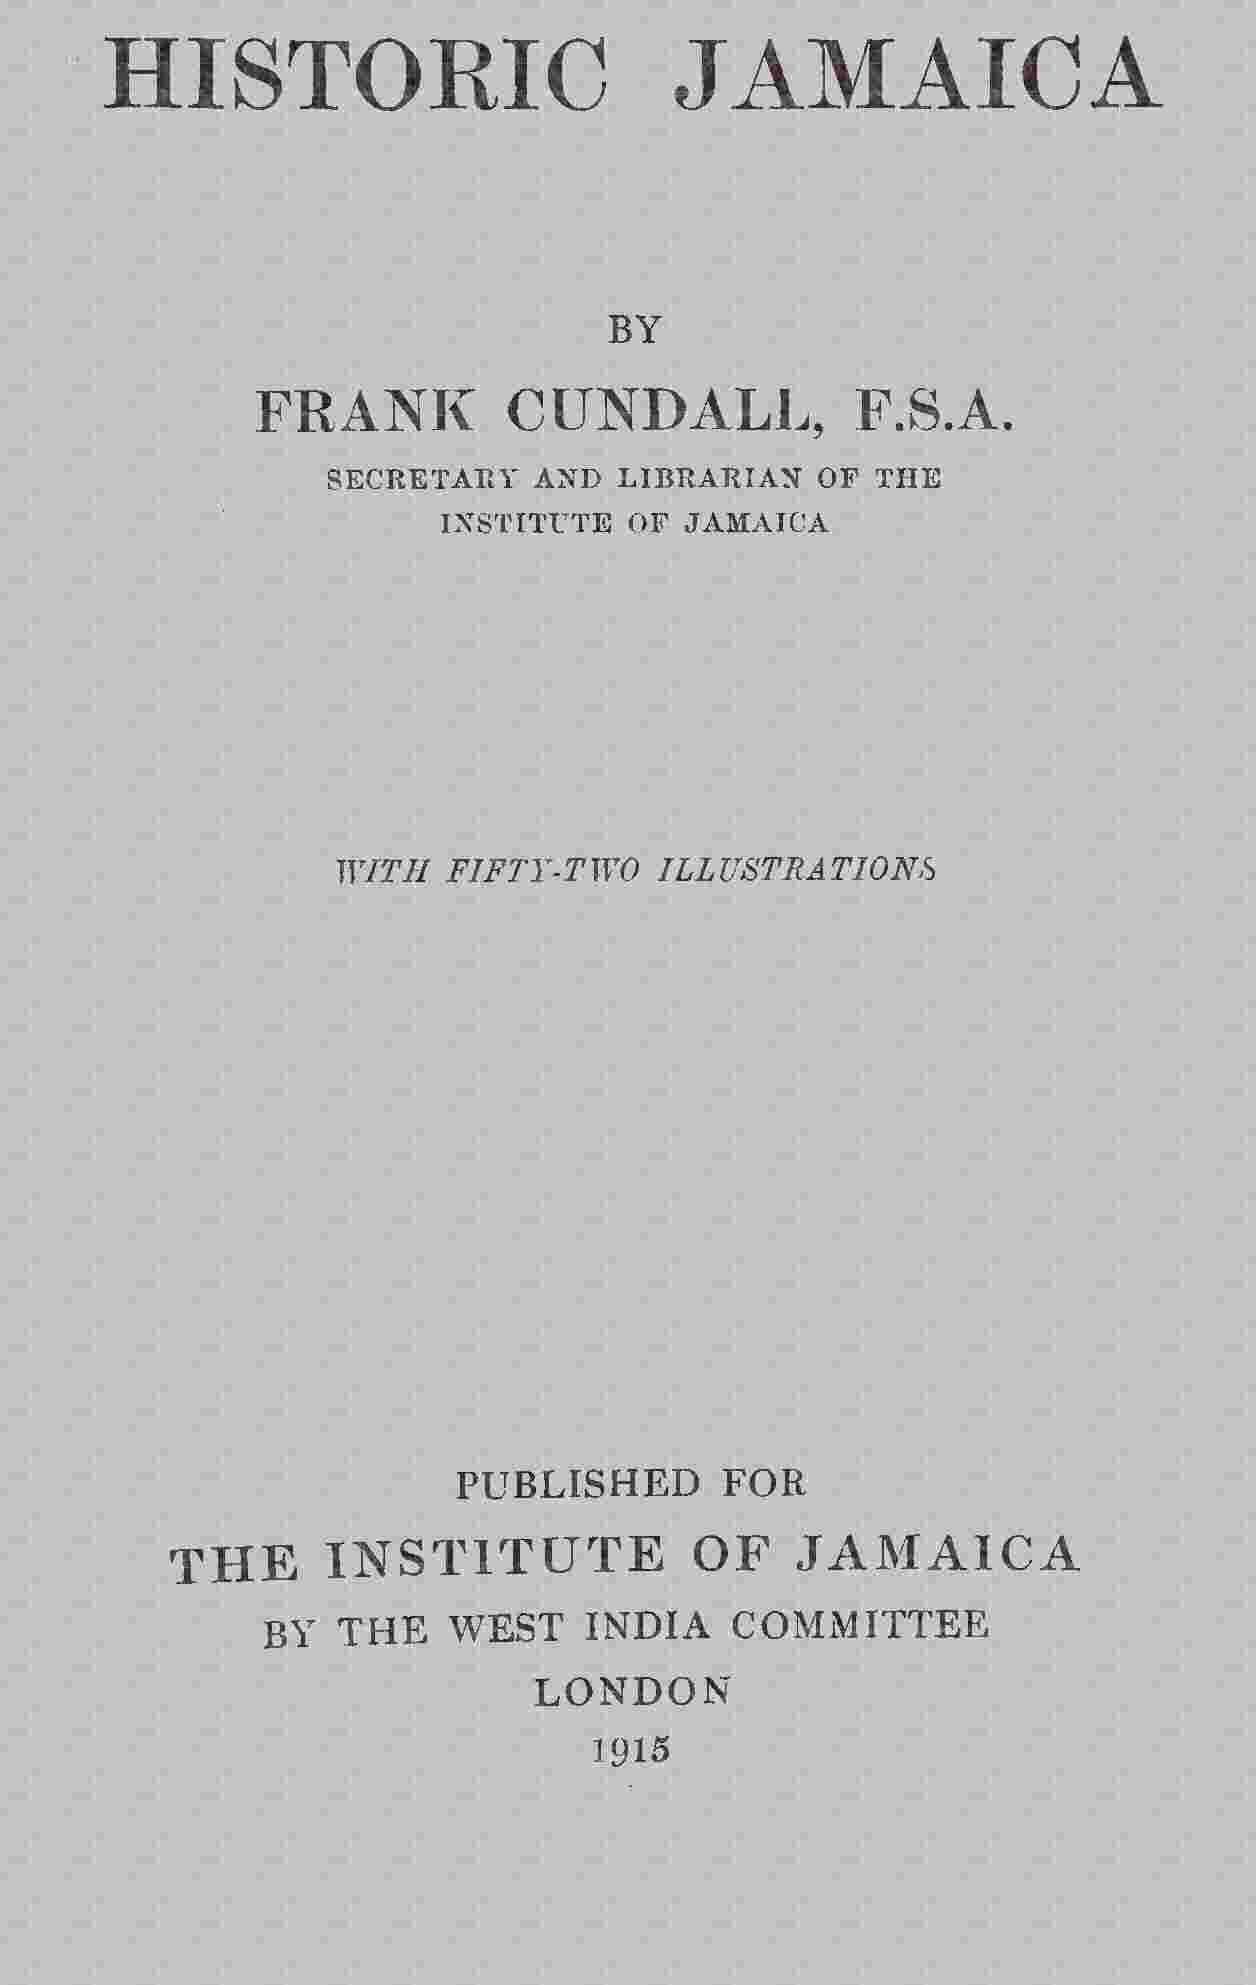 HISTORIC JAMAICA
BY
FRANK CUNDALL, F.S.A.
SECRETARY AND LIBRARIAN OF THE
INSTITUTE OF JAMAICA
WITH FIFTY-TWO ILLUSTRATIONS
PUBLISHED FOR
THE INSTITUTE OF JAMAICA
BY THE WEST INDIA COMMITTEE
LONDON
1915